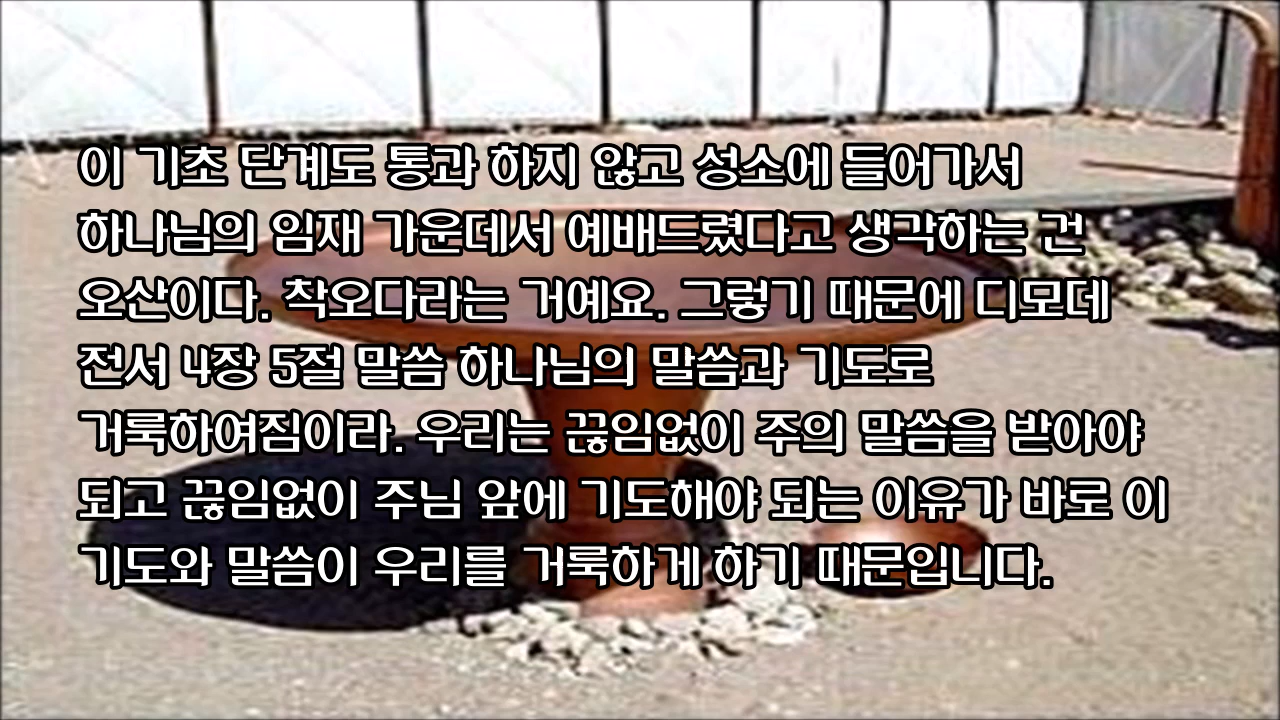 이 기초 단계도 통과 하지 않고 성소에 들어가서
하나님의 임재 가운데서 예배드렸다고 생각하는 건
오산이다. 착오다라는 거예요. 그렇기 때문에 디모데
전서 4장 5절 말씀 하나님의 말씀과 기도로
거룩하여짐이라. 우리는 끊임없이 주의 말씀을 받아야
되고 끊임없이 주님 앞에 기도해야 되는 이유가 바로 이
기도와 말씀이 우리를 거룩하게 하기 때문입니다.